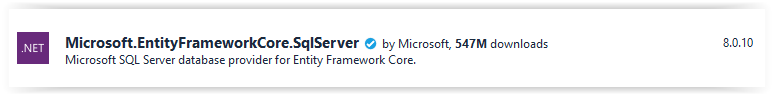 .NET
Microsoft.EntityFrameworkCore.SqlServer by Microsoft, 547M downloads 8.0.10
Microsoft SQL Server database provider for Entity Framework Core.